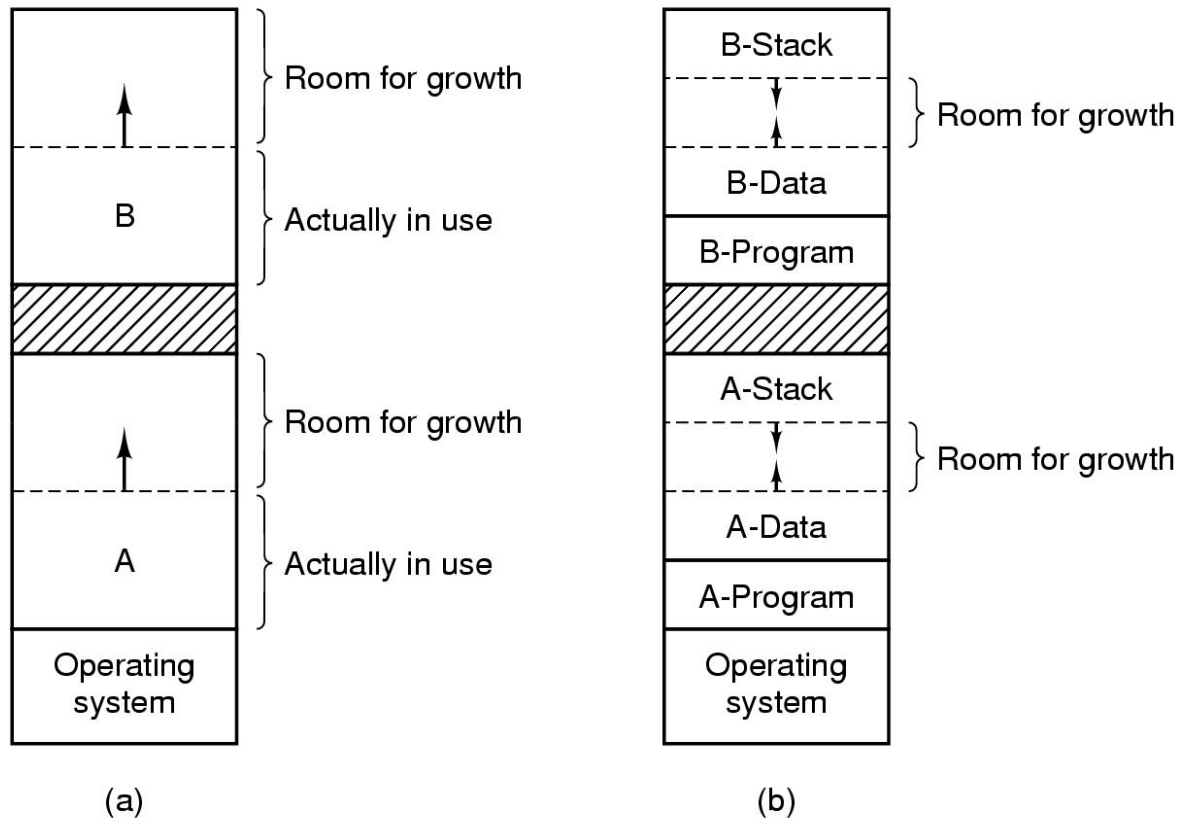 Room for growth
B
Actually in use
Room for growth
A
Actually in use
Operating
system
(a)
B-Stack
Room for growth
B-Data
B-Program
A-Stack
Room for growth
A-Data
A-Program
Operating
system
(b)